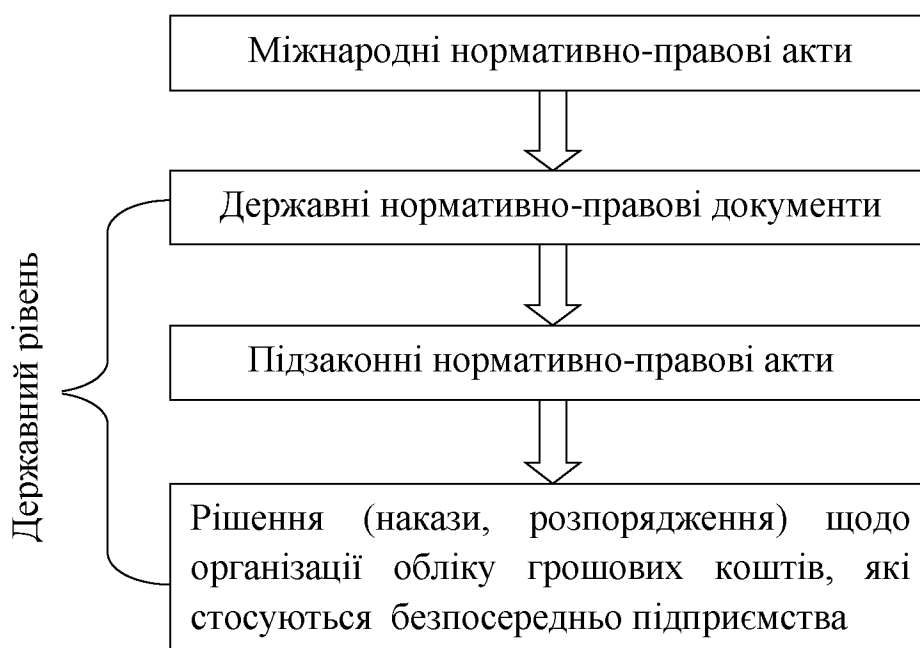 Міжнародні нормативно-правові акти
Державні нормативно-правові документи
Державний рівень
Підзаконні нормативно-правові акти
Рішення (накази, розпорядження) щодо
організації обліку грошових коштів, які
стосуються безпосередньо підприємства